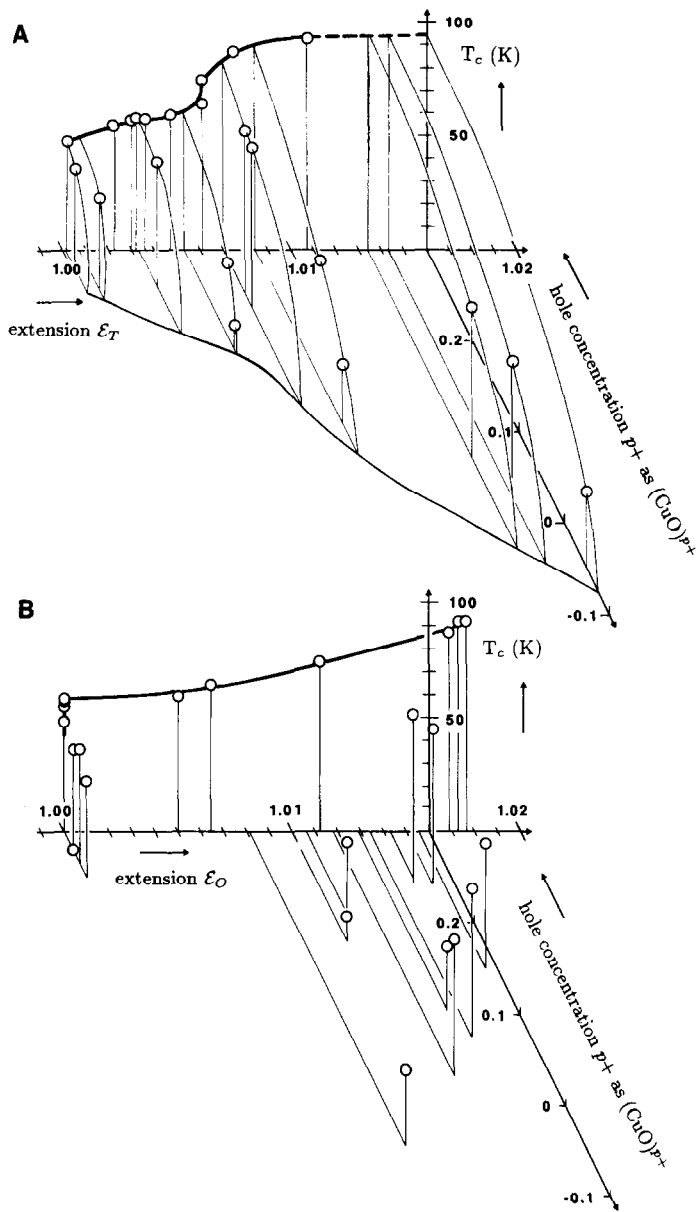 A
100
T_c (K)
50
1.00
1.01
1.02
extension ℰ_T
0.2
0.1
0
-0.1
hole concentration p+ as (CuO)^{p+}
B
100
T_c (K)
50
1.00
1.01
1.02
extension ℰ_O
0.2
0.1
0
-0.1
hole concentration p+ as (CuO)^{p+}